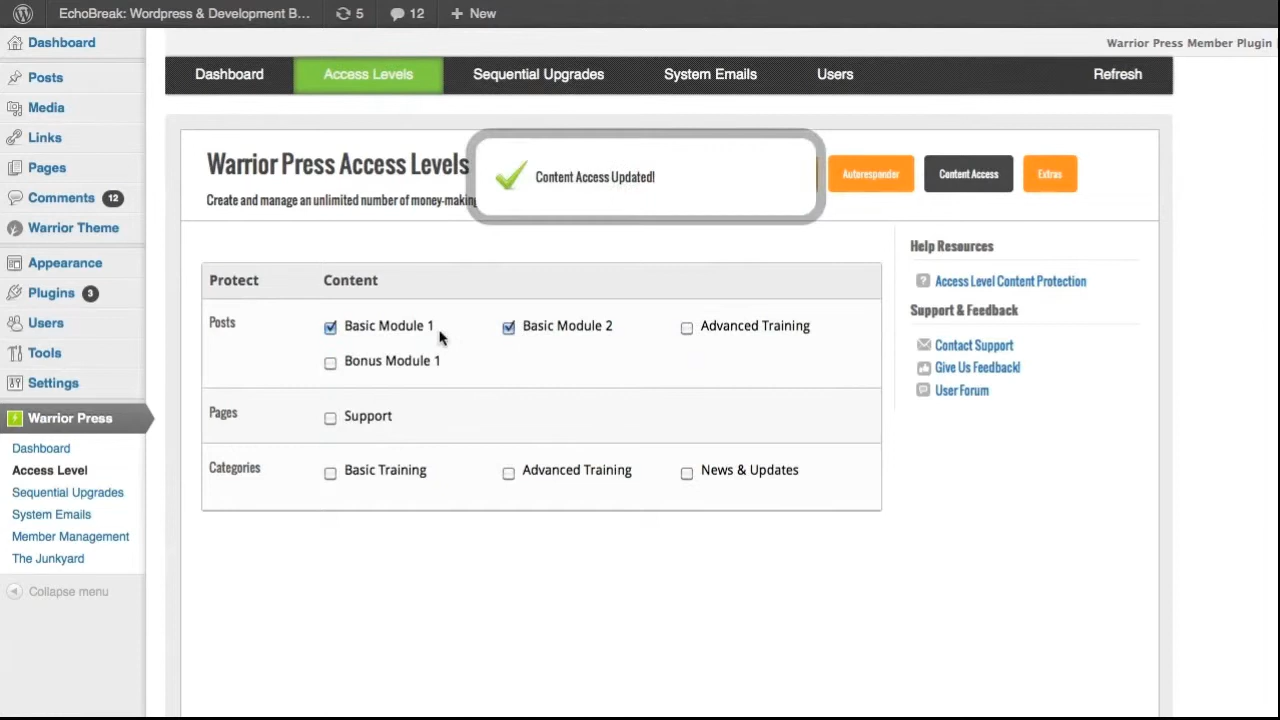 EchoBreak: Wordpress & Development B... 5 12 + New
Warrior Press Member Plugin
Dashboard
Posts
Media
Links
Pages
Comments 12
Warrior Theme
Appearance
Plugins 3
Users
Tools
Settings
Warrior Press
Dashboard
Access Level
Sequential Upgrades
System Emails
Member Management
The Junkyard
Collapse menu
Dashboard Access Levels Sequential Upgrades System Emails Users Refresh
Warrior Press Access Levels
Create and manage an unlimited number of money-making
Content Access Updated!
Autoresponder Content Access Extras
Protect Content
Posts Basic Module 1 Basic Module 2 Advanced Training
Bonus Module 1
Pages Support
Categories Basic Training Advanced Training News & Updates
Help Resources
? Access Level Content Protection
Support & Feedback
Contact Support
Give Us Feedback!
User Forum